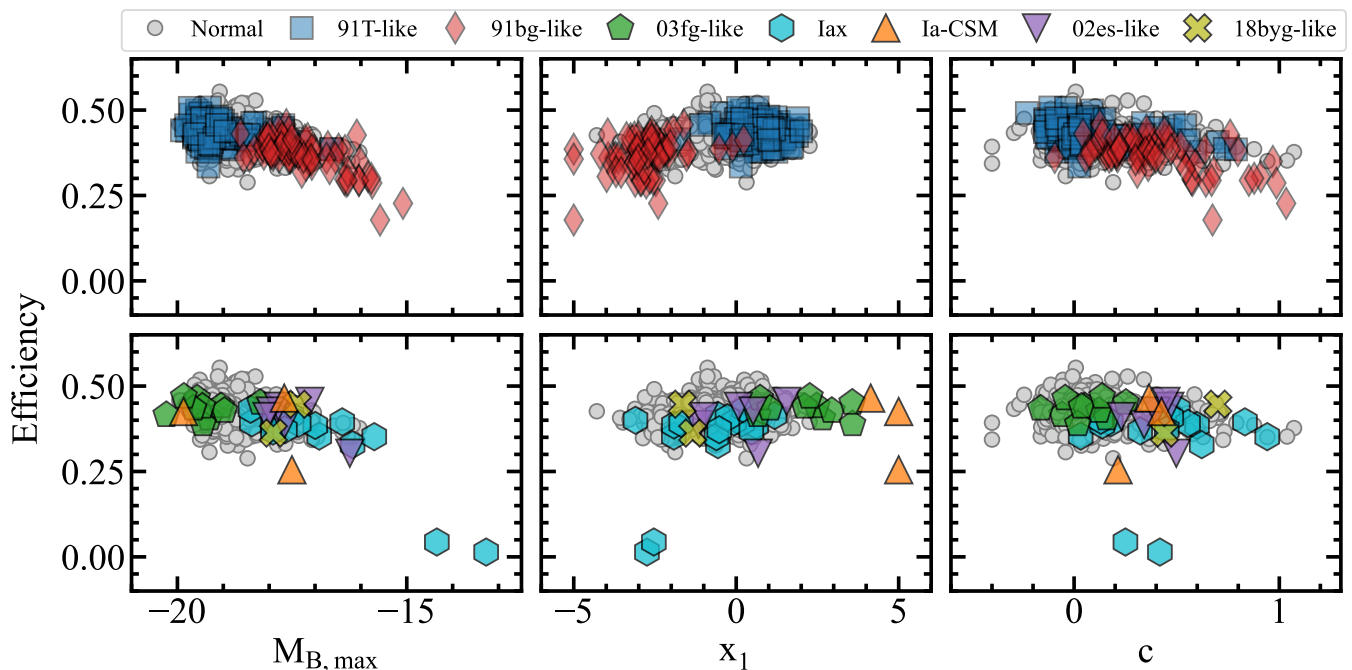 Normal 91T-like 91bg-like 03fg-like Iax Ia-CSM 02es-like 18byg-like
0.50
0.25
0.00
Efficiency
0.50
0.25
0.00
−20 −15 −5 0 5 0 1
M_B, max x_1 c